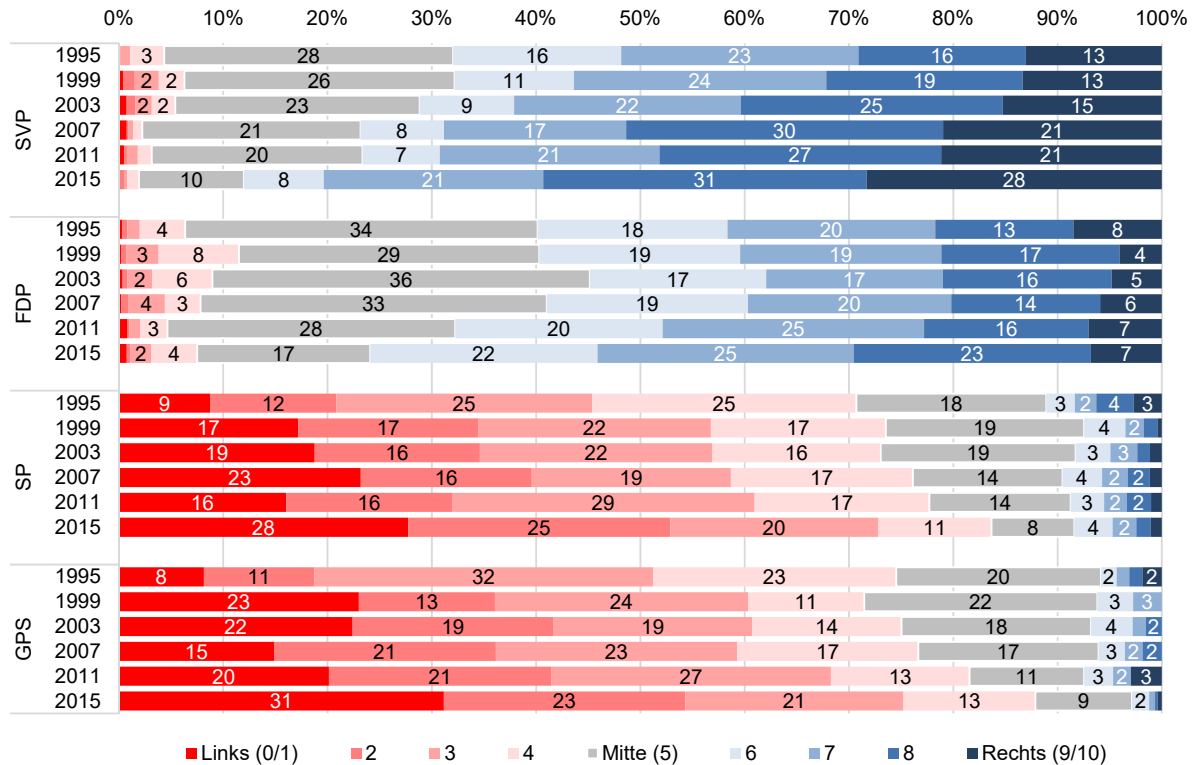 0% 10% 20% 30% 40% 50% 60% 70% 80% 90% 100%
SVP
1995 3 28 16 23 16 13
1999 2 2 26 11 24 19 13
2003 2 2 23 9 22 25 15
2007 21 8 17 30 21
2011 20 7 21 27 21
2015 10 8 21 31 28
FDP
1995 4 34 18 20 13 8
1999 3 8 29 19 19 17 4
2003 2 6 36 17 17 16 5
2007 4 3 33 19 20 14 6
2011 3 28 20 25 16 7
2015 2 4 17 22 25 23 7
SP
1995 9 12 25 25 18 3 2 4 3
1999 17 17 22 17 19 4 2
2003 19 16 22 16 19 3 3
2007 23 16 19 17 14 4 2 2
2011 16 16 29 17 14 3 2 2
2015 28 25 20 11 8 4 2
GPS
1995 8 11 32 23 20 2 2
1999 23 13 24 11 22 3 3
2003 22 19 19 14 18 4 2
2007 15 21 23 17 17 3 2 2
2011 20 21 27 13 11 3 2 3
2015 31 23 21 13 9 2
Links (0/1) 2 3 4 Mitte (5) 6 7 8 Rechts (9/10)